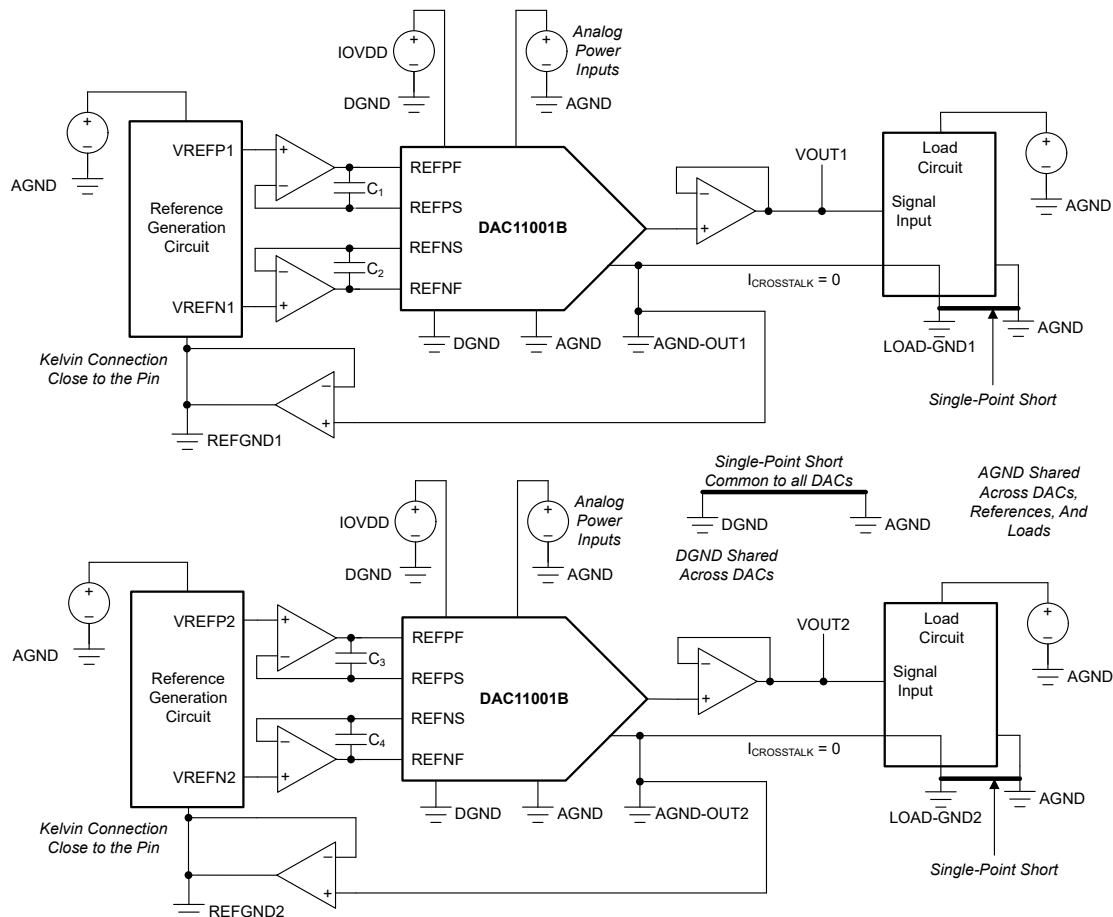 IOVDD
Analog
Power
Inputs
DGND
AGND
AGND
VREFP1
Reference
Generation
Circuit
VREFN1
C1
C2
REFPF
REFPS
DAC11001B
REFNS
REFNF
VOUT1
Load
Circuit
Signal
Input
AGND
ICROSSTALK = 0
DGND
AGND
AGND-OUT1
LOAD-GND1
AGND
Kelvin Connection
Close to the Pin
REFGND1
Single-Point Short
Single-Point Short
Common to all DACs
DGND
AGND
DGND Shared
Across DACs
AGND Shared
Across DACs,
References, And
Loads
IOVDD
Analog
Power
Inputs
DGND
AGND
AGND
VREFP2
Reference
Generation
Circuit
VREFN2
C3
C4
REFPF
REFPS
DAC11001B
REFNS
REFNF
VOUT2
Load
Circuit
Signal
Input
AGND
ICROSSTALK = 0
DGND
AGND
AGND-OUT2
LOAD-GND2
AGND
Kelvin Connection
Close to the Pin
REFGND2
Single-Point Short